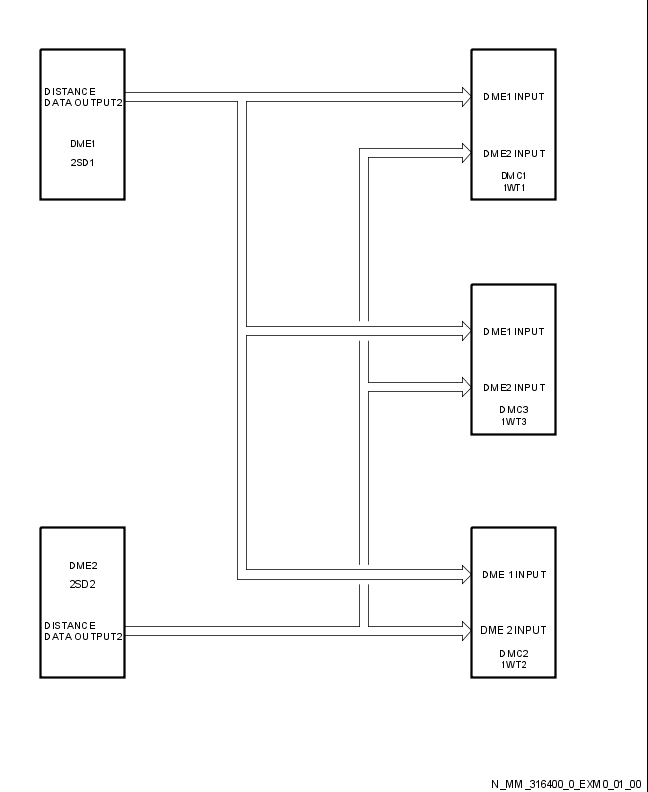 DISTANCE
DATA OUTPUT2
DME1
2SD1
DME1 INPUT
DME2 INPUT
DMC1
1WT1
DME1 INPUT
DME2 INPUT
DMC3
1WT3
DME2
2SD2
DISTANCE
DATA OUTPUT2
DME 1 INPUT
DME 2 INPUT
DMC2
1WT2
N_MM_316400_0_EXM0_01_00